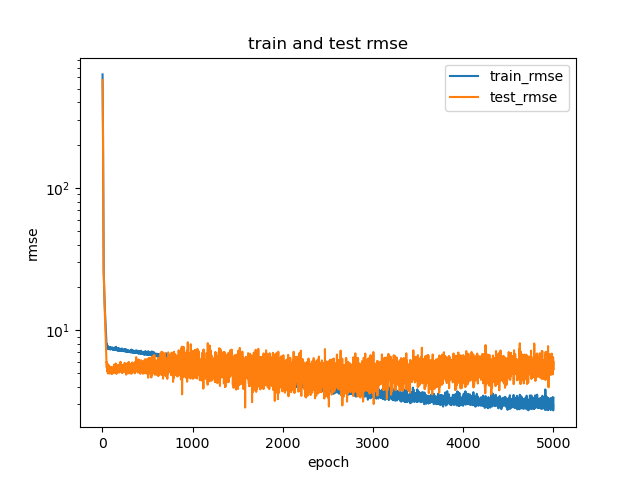 train and test rmse
train_rmse
test_rmse
10²
10¹
rmse
0 1000 2000 3000 4000 5000
epoch